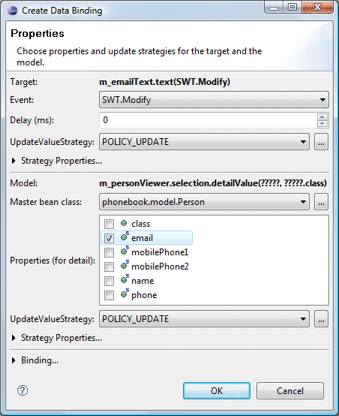 Create Data Binding
Properties
Choose properties and update strategies for the target and the
model.
Target: m_emailText.text(SWT.Modify)
Event: SWT.Modify
Delay (ms): 0
UpdateValueStrategy: POLICY_UPDATE ...
Strategy Properties...
Model: m_personViewer.selection.detailValue(?????, ?????.class)
Master bean class: phonebook.model.Person ...
Properties (for detail):
class
email
mobilePhone1
mobilePhone2
name
phone
UpdateValueStrategy: POLICY_UPDATE ...
Strategy Properties...
Binding...
? OK Cancel